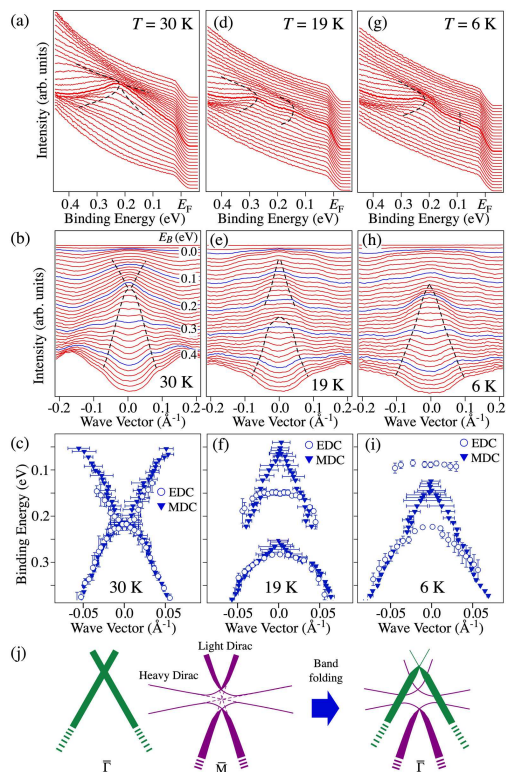 (a) T = 30 K (d) T = 19 K (g) T = 6 K
Intensity (arb. units)
0.4 0.3 0.2 0.1 E_F 0.4 0.3 0.2 0.1 E_F 0.4 0.3 0.2 0.1 E_F
Binding Energy (eV) Binding Energy (eV) Binding Energy (eV)
(b) E_B (eV) (e) (h)
0.0
0.1
0.2
0.3
0.4
Intensity (arb. units)
30 K 19 K 6 K
-0.2 -0.1 0.0 0.1 0.2 -0.2 -0.1 0.0 0.1 0.2 -0.2 -0.1 0.0 0.1 0.2
Wave Vector (Å⁻¹) Wave Vector (Å⁻¹) Wave Vector (Å⁻¹)
(c) (f) (i)
EDC EDC EDC
MDC MDC MDC
0.1
0.2
0.3
Binding Energy (eV)
30 K 19 K 6 K
-0.05 0.0 0.05 -0.05 0.0 0.05 -0.05 0.0 0.05
Wave Vector (Å⁻¹) Wave Vector (Å⁻¹) Wave Vector (Å⁻¹)
(j) Light Dirac
Heavy Dirac
Band
folding
Γ̅ M̅ Γ̅